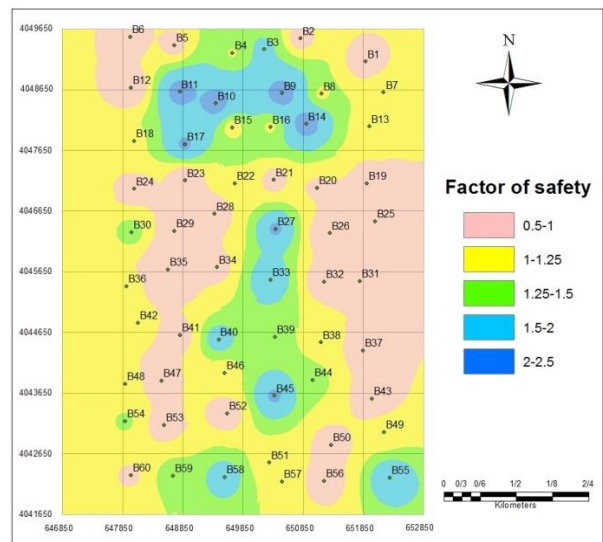 4049650
4048650
4047650
4046650
4045650
4044650
4043650
4042650
4041650
B6
B5
B2
B4
B3
B1
B12
B11
B10
B9
B8
B7
B14
B15
B16
B13
B18
B17
B24
B23
B22
B21
B20
B19
B30
B29
B28
B27
B26
B25
B36
B35
B34
B33
B32
B31
B42
B41
B40
B39
B38
B37
B48
B47
B46
B45
B44
B43
B54
B53
B52
B50
B49
B60
B59
B58
B51
B57
B56
B55
646850 647850 648850 649850 650850 651850 652850
N
Factor of safety
0.5-1
1-1.25
1.25-1.5
1.5-2
2-2.5
0 0/3 0/6 1/2 1/8 2/4
Kilometers